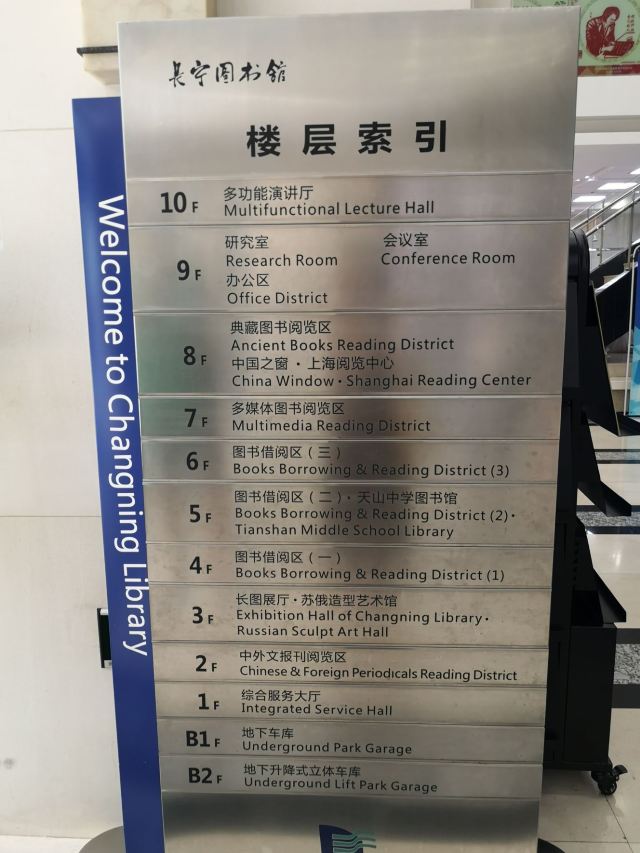 长宁图书馆
楼层索引
Welcome to Changning Library
10F
多功能演讲厅
Multifunctional Lecture Hall
9F
研究室 会议室
Research Room Conference Room
办公区
Office District
8F
典藏图书阅览区
Ancient Books Reading District
中国之窗·上海阅览中心
China Window·Shanghai Reading Center
7F
多媒体图书阅览区
Multimedia Reading District
6F
图书借阅区（三）
Books Borrowing & Reading District (3)
5F
图书借阅区（二）·天山中学图书馆
Books Borrowing & Reading District (2)·
Tianshan Middle School Library
4F
图书借阅区（一）
Books Borrowing & Reading District (1)
3F
长图展厅·苏俄造型艺术馆
Exhibition Hall of Changning Library·
Russian Sculpt Art Hall
2F
中外文报刊阅览区
Chinese & Foreign Periodicals Reading District
1F
综合服务大厅
Integrated Service Hall
B1F
地下车库
Underground Park Garage
B2F
地下升降式立体车库
Underground Lift Park Garage